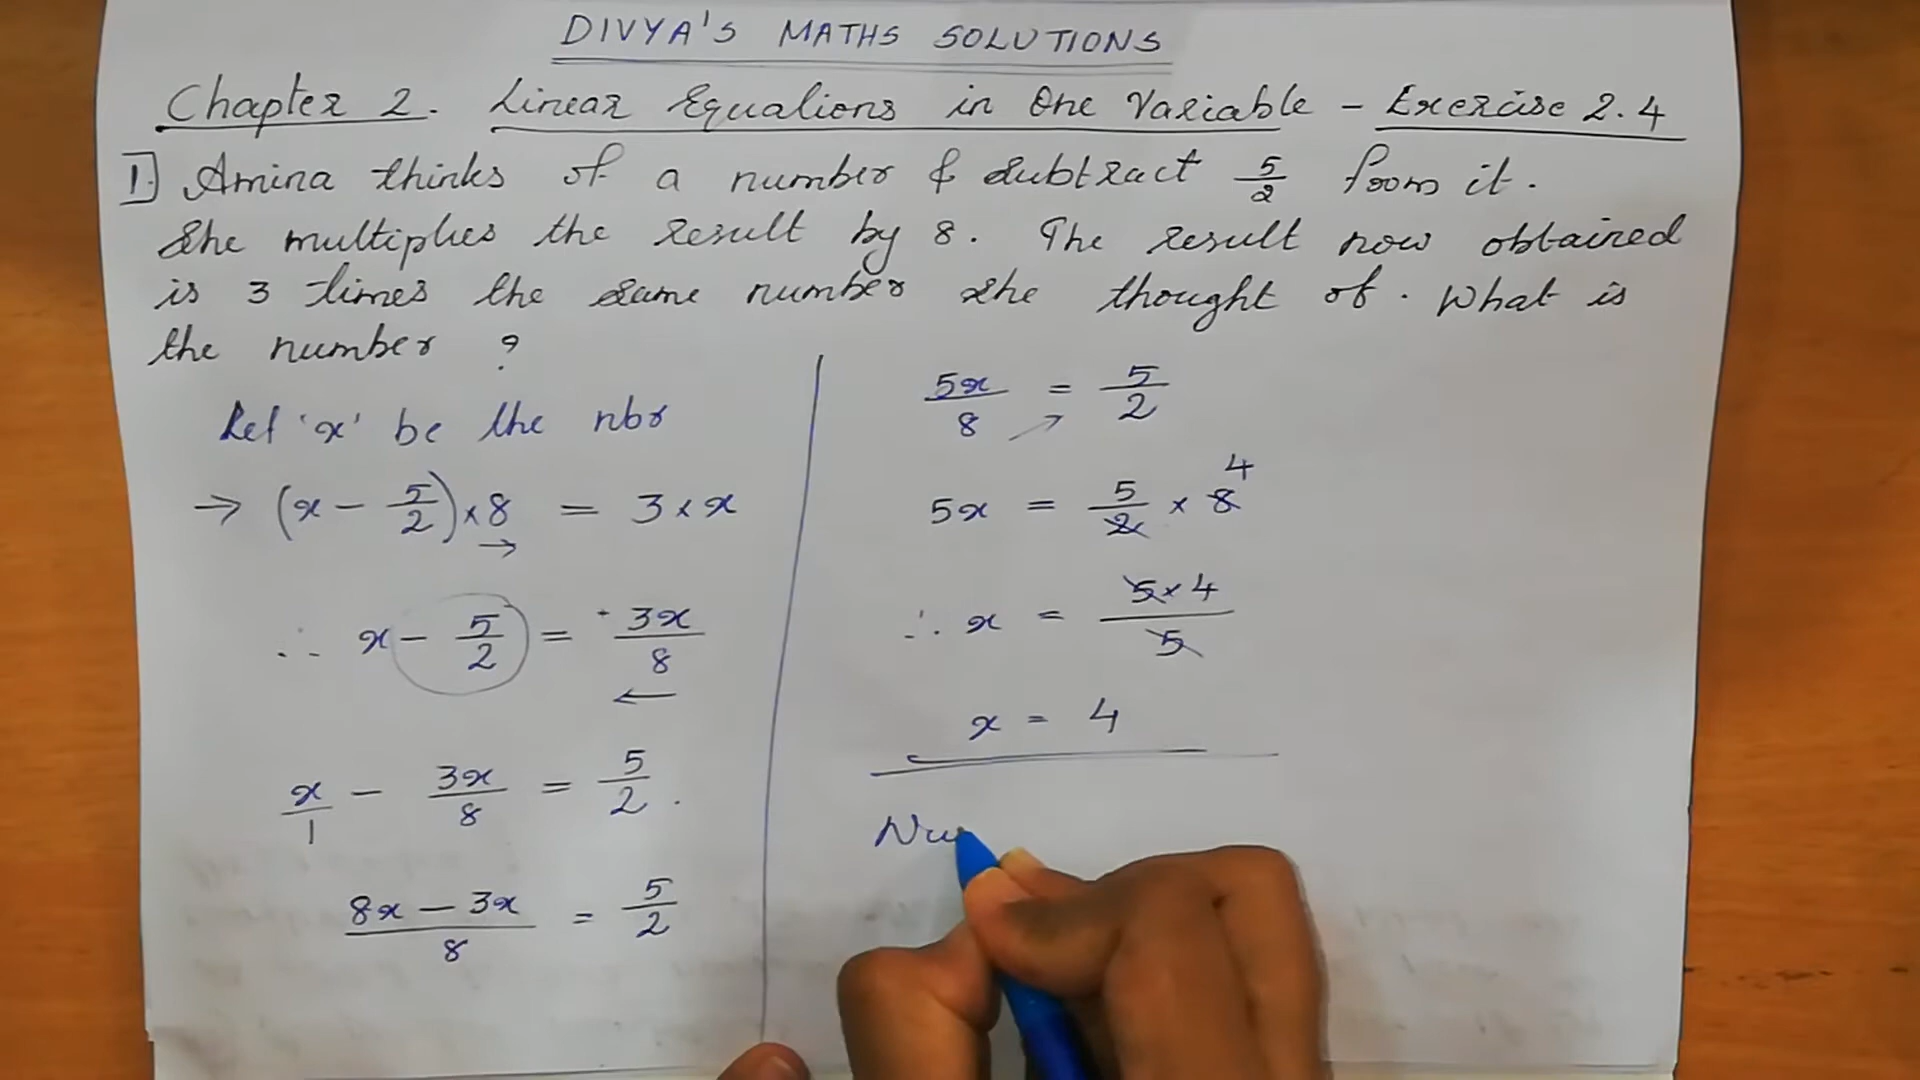 DIVYA'S MATHS SOLUTIONS
Chapter 2. Linear Equations in One Variable - Exercise 2.4
1. Amina thinks of a number & subtract 5/2 from it.
She multiplies the result by 8. The result now obtained
is 3 times the same number she thought of. What is
the number ?
Let 'x' be the nbr
→ (x - 5/2) × 8 = 3 × x
∴ x - 5/2 = 3x/8
x/1 - 3x/8 = 5/2.
(8x - 3x)/8 = 5/2
5x/8 = 5/2
5x = 5/2 × 8 4
∴ x = (5 × 4)/5
x = 4
Nu